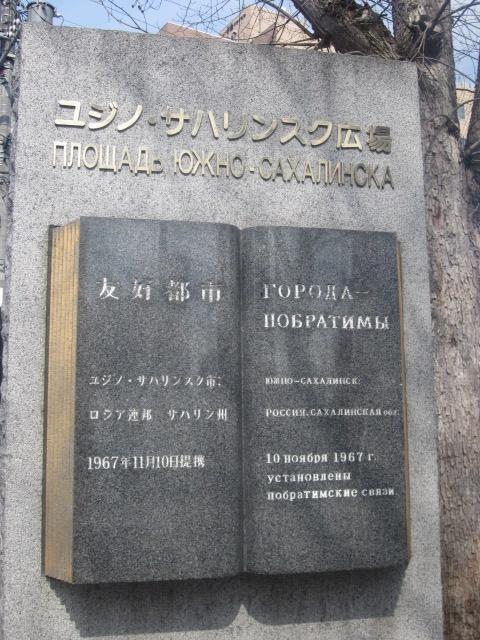 ユジノ・サハリンスク広場
ПЛОЩАДЬ ЮЖНО-САХАЛИНСКА
友好都市
ユジノ・サハリンスク市:
ロシア連邦 サハリン州
1967年11月10日提携
ГОРОДА—
ПОБРАТИМЫ
ЮЖНО-САХАЛИНСК:
РОССИЯ, САХАЛИНСКАЯ обл.
10 ноября 1967 г.
установлены
побратимские связи